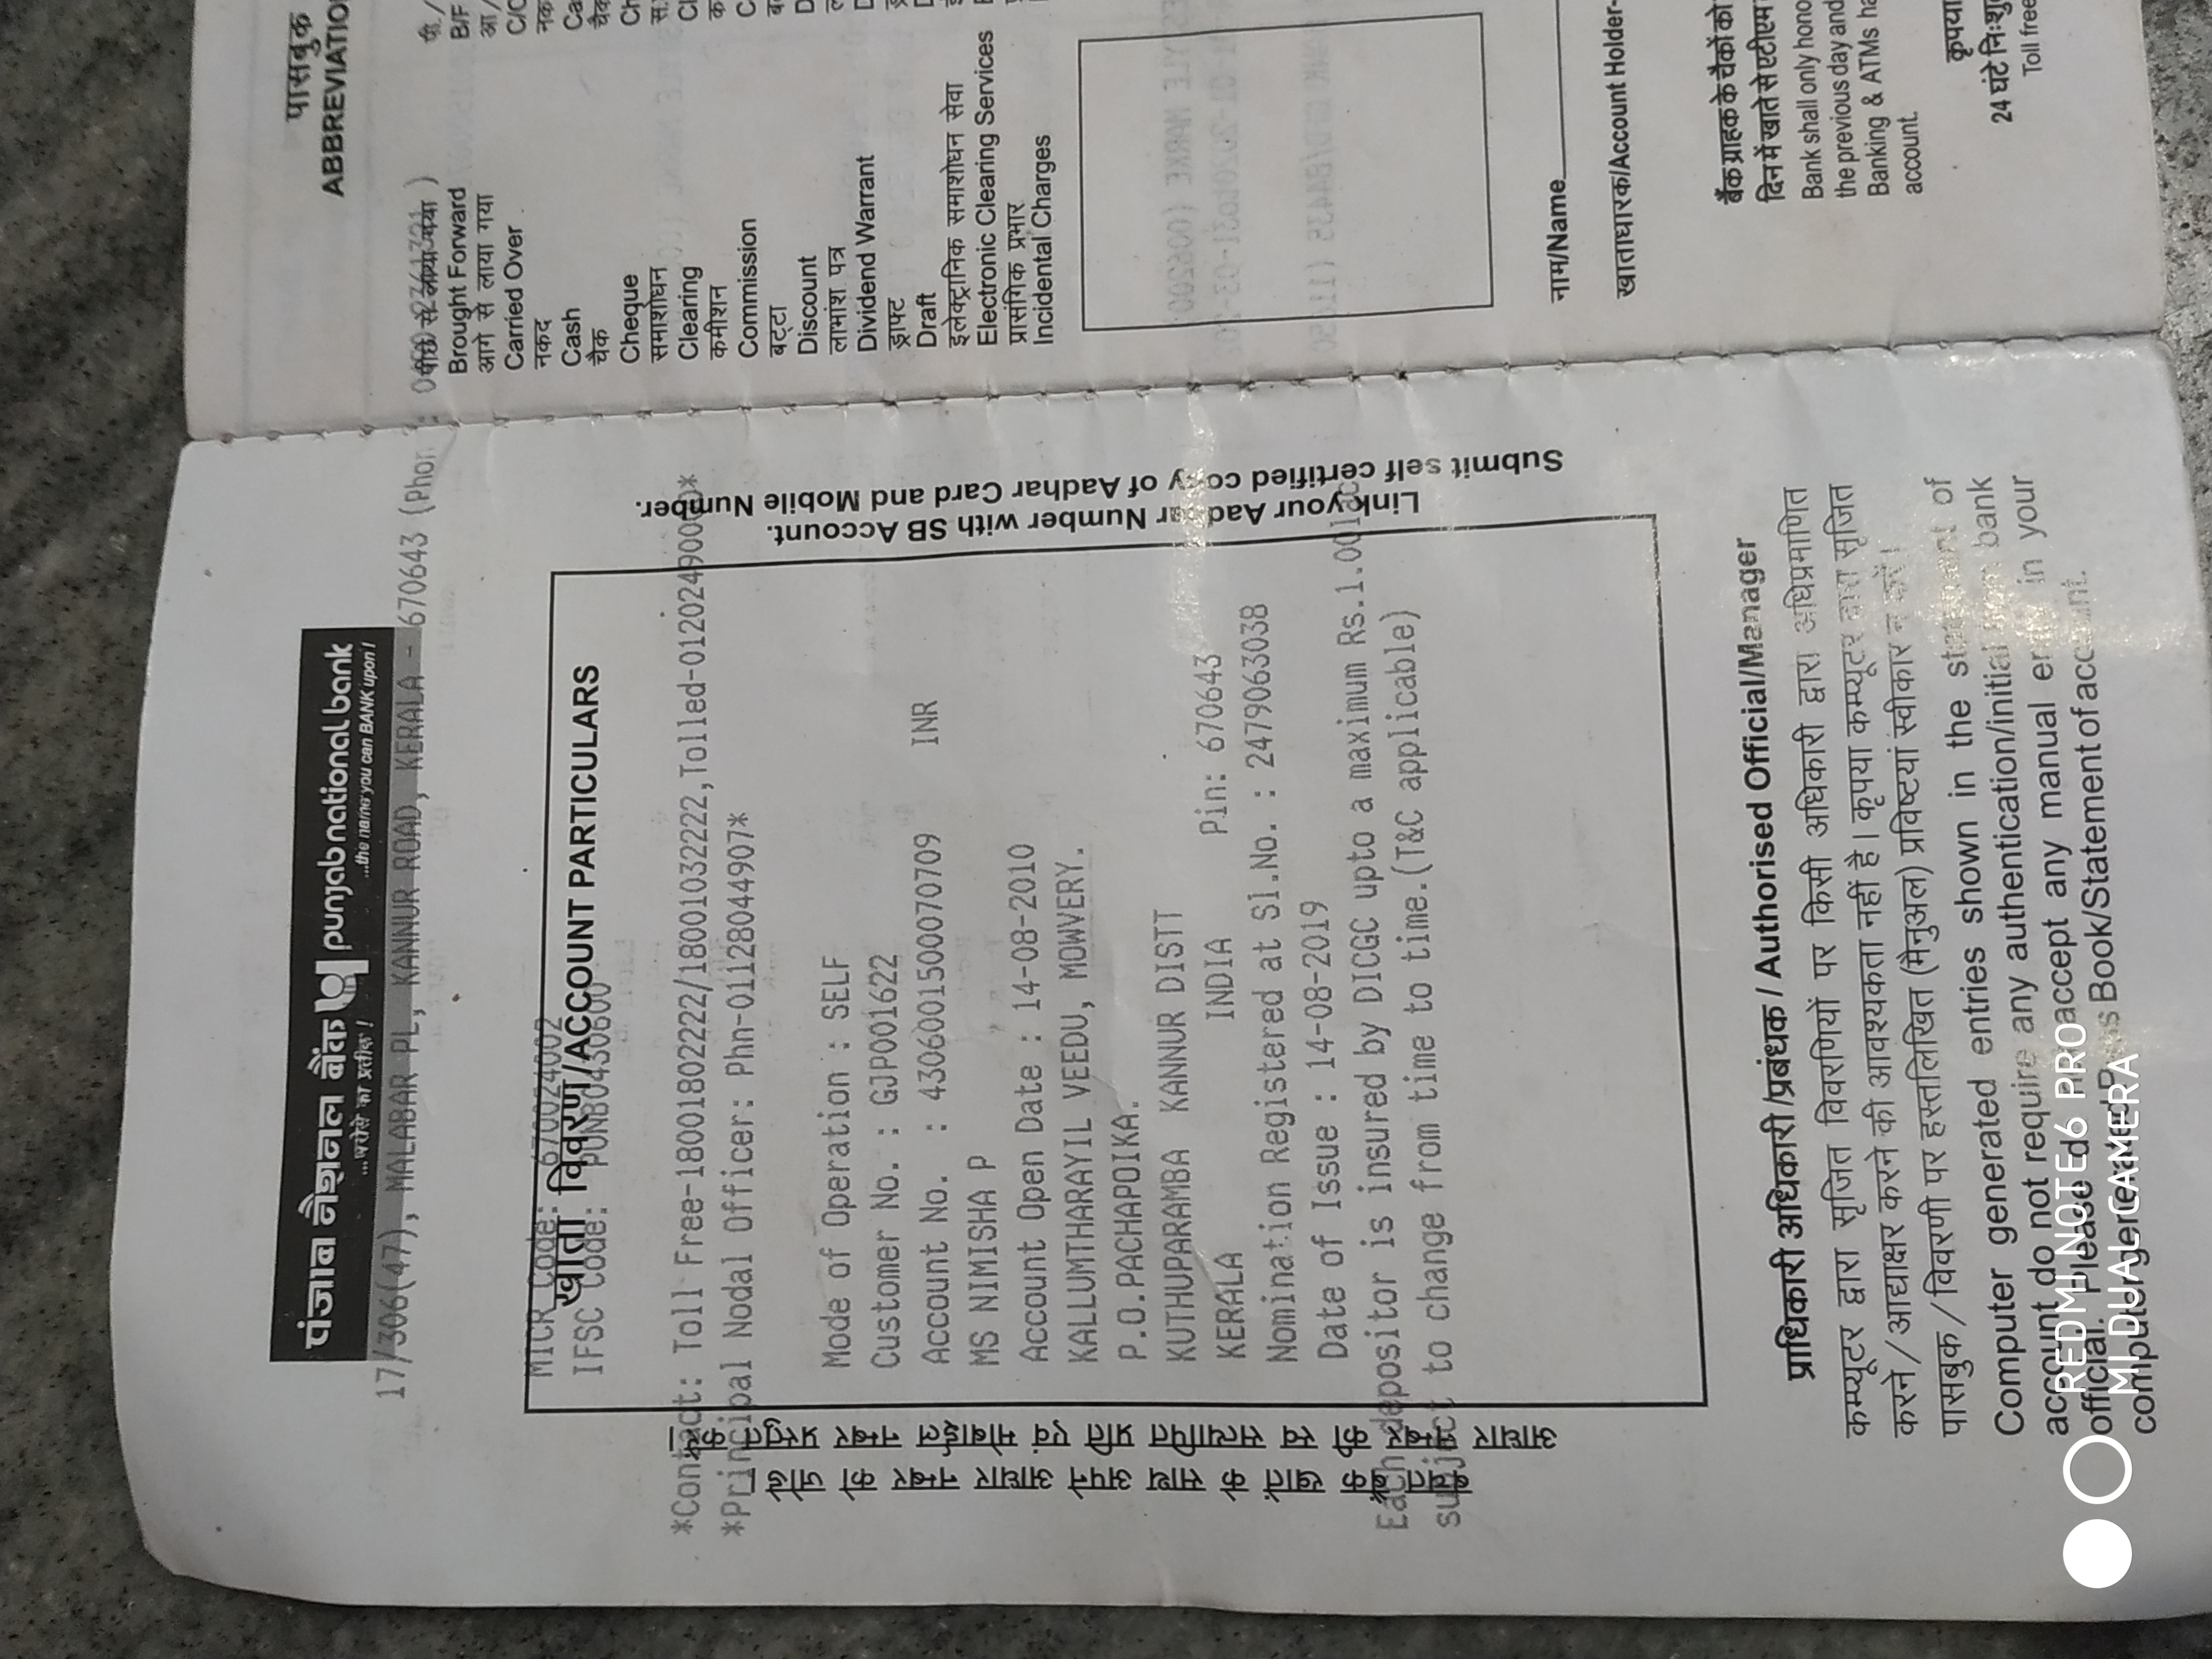 पंजाब नैशनल बैंक punjab national bank
...भरोसे का प्रतीक ! ...the name you can BANK upon !
17/306(47), MALABAR PL, KANNUR ROAD, KERALA - 670643 (Phon
MICR Code: 670024002
खाता विवरण/ACCOUNT PARTICULARS
IFSC Code: PUNB0430600
*Contact: Toll Free-18001802222/18001032222,Tolled-01202490000*
*Principal Nodal Officer: Phn-01128044907*
Mode of Operation : SELF
Customer No. : GJP001622
Account No. : 4306001500070709 INR
MS NIMISHA P
Account Open Date : 14-08-2010
KALLUMTHARAYIL VEEDU, MOWVERY.
P.O.PACHAPOIKA.
KUTHUPARAMBA KANNUR DISTT
KERALA INDIA Pin: 670643
Nomination Registered at Sl.No. : 2479063038
Date of Issue : 14-08-2019
Each depositor is insured by DICGC upto a maximum Rs.1.00lac
subject to change from time to time.(T&C applicable)
बचत बैंक खातें के साथ अपने आधार नम्बर को जोडे।
आधार नम्बर की स्व सत्यापित प्रति एवं मोबाईल नम्बर प्रस्तुत करें।
Link your Aadhar Number with SB Account.
Submit self certified copy of Aadhar Card and Mobile Number.
प्राधिकारी अधिकारी /प्रबंधक / Authorised Official/Manager
कम्प्यूटर द्वारा सृजित विवरणियों पर किसी अधिकारी द्वारा अधिप्रमाणित
करने / आद्याक्षर करने की आवश्यकता नहीं है। कृपया कम्प्यूटर द्वारा सृजित
पासबुक / विवरणी पर हस्तलिखित (मैनुअल) प्रविष्टयां स्वीकार न करें।
Computer generated entries shown in the statement of
account do not require any authentication/initial from bank
official. Please do not accept any manual entry in your
computer generated Pass Book/Statement of account.
REDMI NOTE 6 PRO
MI DUAL CAMERA
पासबुक
ABBREVIATIO
पीछे से लाया गया पी./
Brought Forward B/F
आगे से लाया गया आ/
Carried Over C/O
नकद नक
Cash Ca
चैक चैक
Cheque Ch
समाशोधन स.
Clearing Cl
कमीशन क
Commission C
बट्टा ब
Discount D
लाभांश पत्र ल
Dividend Warrant D
ड्राफ्ट ड्र
Draft D
इलेक्ट्रानिक समाशोधन सेवा
Electronic Clearing Services E
प्रासंगिक प्रभार
Incidental Charges
नाम/Name
खाताधारक/Account Holder-
बैंक ग्राहक के चैकों को
दिन में खाते से एटीएम
Bank shall only hono
the previous day and
Banking & ATMs ha
account.
कृपया
24 घंटे निःशु
Toll free